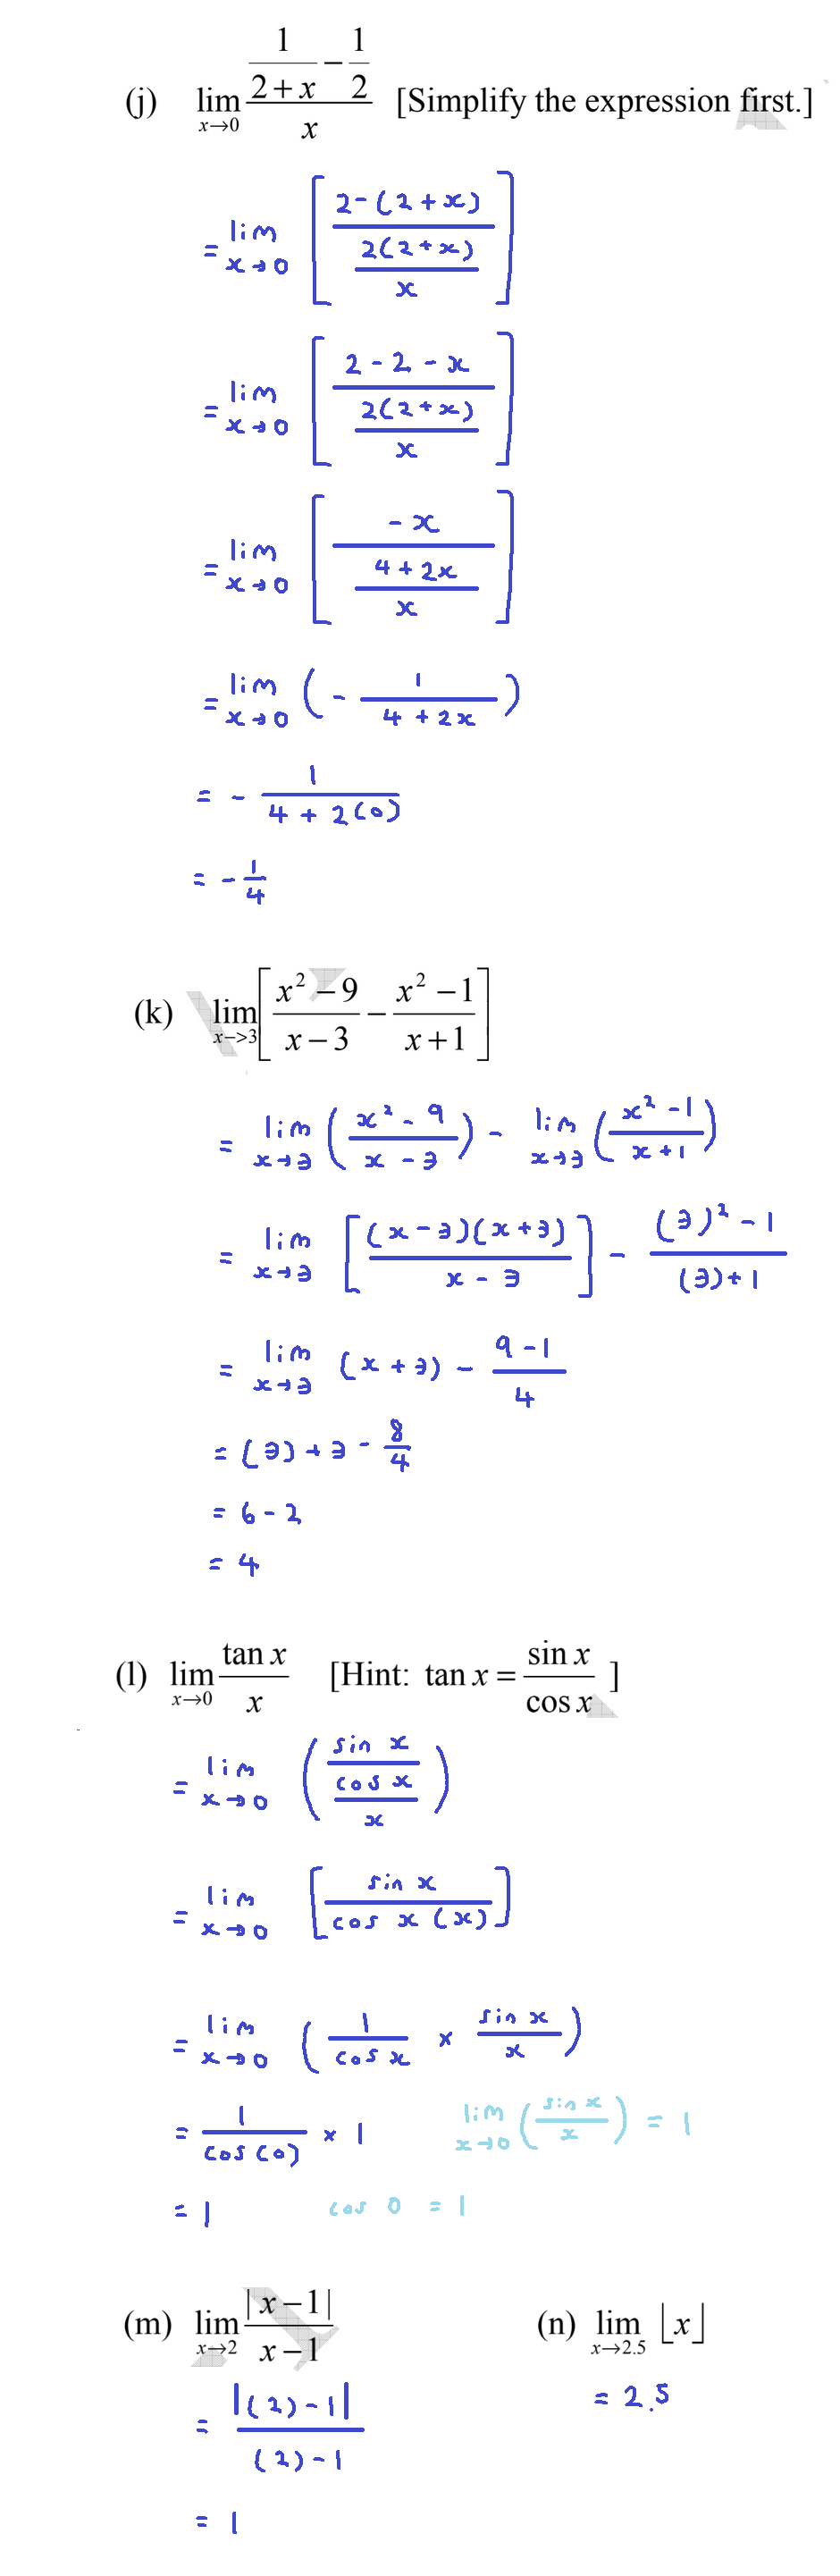 (j) lim_{x→0} (1/(2+x) − 1/2)/x [Simplify the expression first.]
= lim_{x→0} [(2-(2+x))/(2(2+x))/x]
= lim_{x→0} [(2-2-x)/(2(2+x))/x]
= lim_{x→0} [(-x)/(4+2x)/x]
= lim_{x→0} (-1/(4+2x))
= -1/(4+2(0))
= -1/4
(k) lim_{x->3} [(x²−9)/(x−3) − (x²−1)/(x+1)]
= lim_{x→3} ((x²-9)/(x-3)) - lim_{x→3} ((x²-1)/(x+1))
= lim_{x→3} [((x-3)(x+3))/(x-3)] - ((3)²-1)/((3)+1)
= lim_{x→3} (x+3) - (9-1)/4
= (3)+3-8/4
= 6-2
= 4
(l) lim_{x→0} tan x/x [Hint: tan x = sin x/cos x ]
= lim_{x→0} (sin x/cos x/x)
= lim_{x→0} [sin x/(cos x (x))]
= lim_{x→0} (1/cos x × sin x/x)
= 1/cos(0) × 1 lim_{x→0} (sin x/x) = 1
= 1 cos 0 = 1
(m) lim_{x→2} |x−1|/(x−1) (n) lim_{x→2.5} ⌊x⌋
= |(2)-1|/((2)-1) = 2.5
= 1